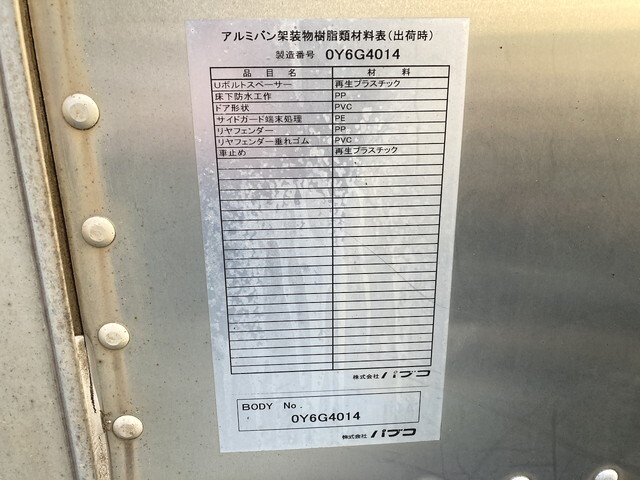 アルミバン架装物樹脂類材料表(出荷時)
製造番号 0Y6G4014
品目名 材料
Uボルトスペーサー 再生プラスチック
床下防水工作 PP
ドア形状 PVC
サイドガード端末処理 PE
リヤフェンダー PP
リヤフェンダー垂れゴム PVC
車止め 再生プラスチック
株式会社 パブコ
BODY No.
0Y6G4014
株式会社 パブコ